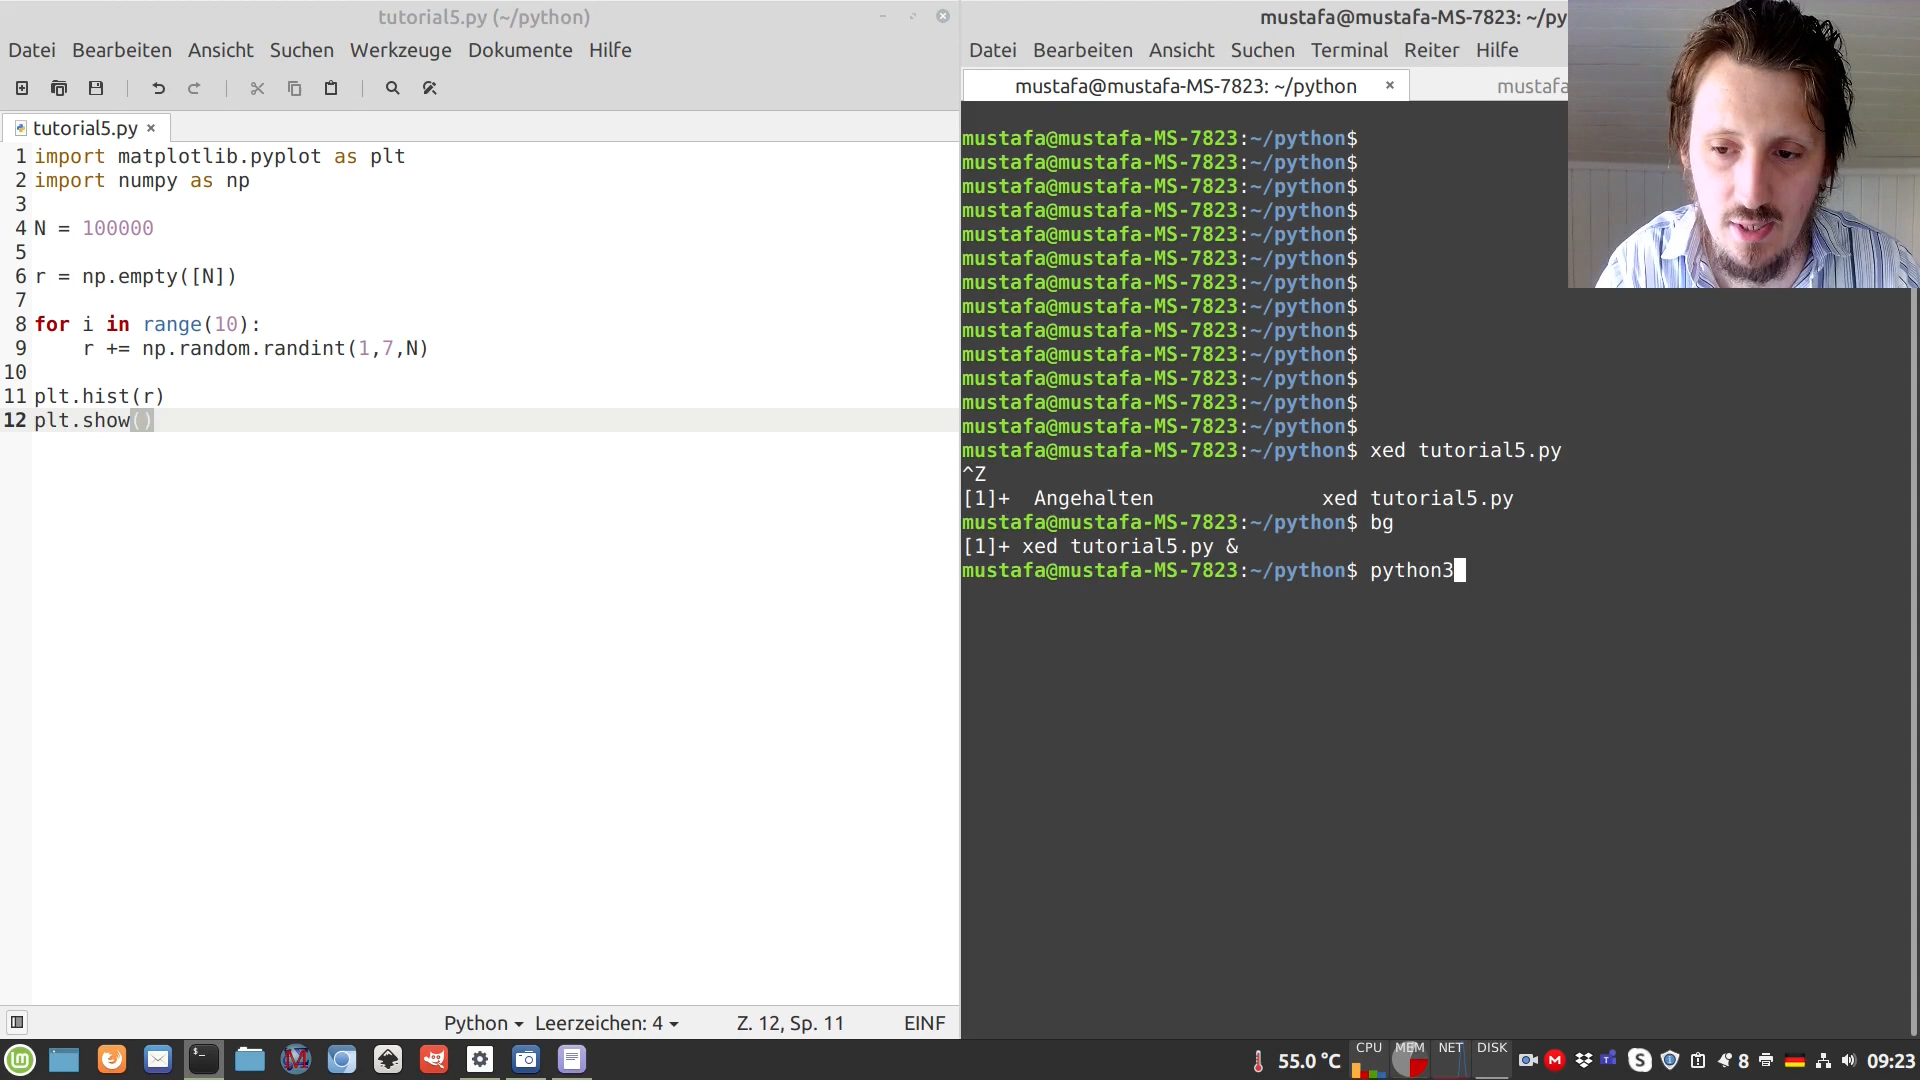 tutorial5.py (~/python)
Datei Bearbeiten Ansicht Suchen Werkzeuge Dokumente Hilfe
tutorial5.py ×
1 import matplotlib.pyplot as plt
2 import numpy as np
3
4 N = 100000
5
6 r = np.empty([N])
7
8 for i in range(10):
9 r += np.random.randint(1,7,N)
10
11 plt.hist(r)
12 plt.show()
Python Leerzeichen: 4 Z. 12, Sp. 11 EINF
mustafa@mustafa-MS-7823: ~/py
Datei Bearbeiten Ansicht Suchen Terminal Reiter Hilfe
mustafa@mustafa-MS-7823: ~/python × mustafa
mustafa@mustafa-MS-7823:~/python$
mustafa@mustafa-MS-7823:~/python$
mustafa@mustafa-MS-7823:~/python$
mustafa@mustafa-MS-7823:~/python$
mustafa@mustafa-MS-7823:~/python$
mustafa@mustafa-MS-7823:~/python$
mustafa@mustafa-MS-7823:~/python$
mustafa@mustafa-MS-7823:~/python$
mustafa@mustafa-MS-7823:~/python$
mustafa@mustafa-MS-7823:~/python$
mustafa@mustafa-MS-7823:~/python$
mustafa@mustafa-MS-7823:~/python$
mustafa@mustafa-MS-7823:~/python$
mustafa@mustafa-MS-7823:~/python$ xed tutorial5.py
^Z
[1]+ Angehalten xed tutorial5.py
mustafa@mustafa-MS-7823:~/python$ bg
[1]+ xed tutorial5.py &
mustafa@mustafa-MS-7823:~/python$ python3
55.0 °C CPU MEM NET DISK 8 09:23